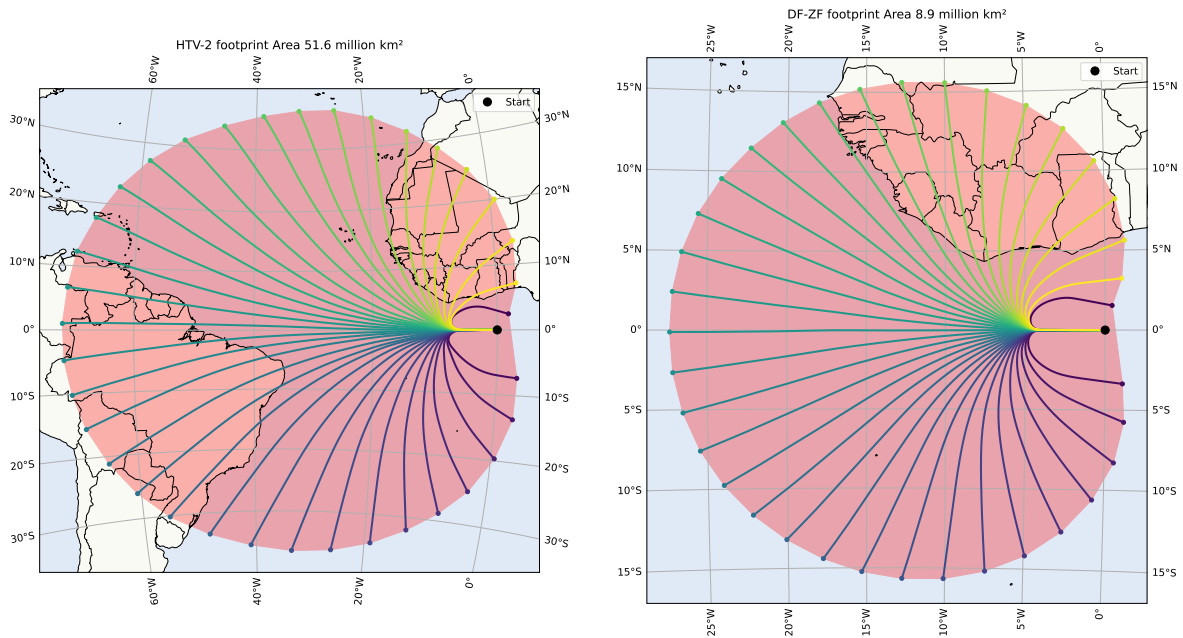 HTV-2 footprint Area 51.6 million km²
60°W 40°W 20°W 0°
Start
30°N 30°N
20°N 20°N
10°N 10°N
0° 0°
10°S 10°S
20°S 20°S
30°S 30°S
60°W 40°W 20°W 0°
DF-ZF footprint Area 8.9 million km²
25°W 20°W 15°W 10°W 5°W 0°
Start
15°N 15°N
10°N 10°N
5°N 5°N
0° 0°
5°S 5°S
10°S 10°S
15°S 15°S
25°W 20°W 15°W 10°W 5°W 0°